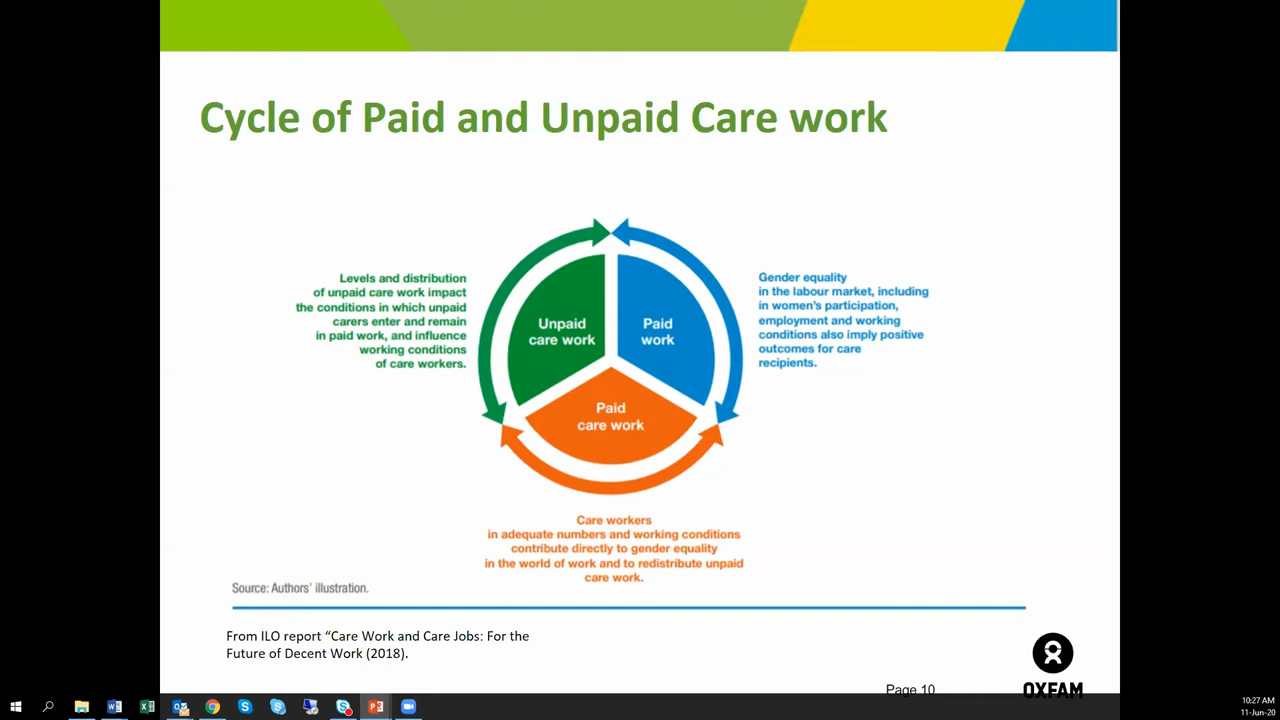 Cycle of Paid and Unpaid Care work
Levels and distribution
of unpaid care work impact
the conditions in which unpaid
carers enter and remain
in paid work, and influence
working conditions
of care workers.
Unpaid
care work
Paid
work
Gender equality
in the labour market, including
in women's participation,
employment and working
conditions also imply positive
outcomes for care
recipients.
Paid
care work
Care workers
in adequate numbers and working conditions
contribute directly to gender equality
in the world of work and to redistribute unpaid
care work.
Source: Authors' illustration.
From ILO report “Care Work and Care Jobs: For the
Future of Decent Work (2018).
Page 10
OXFAM
10:27 AM
11-Jun-20